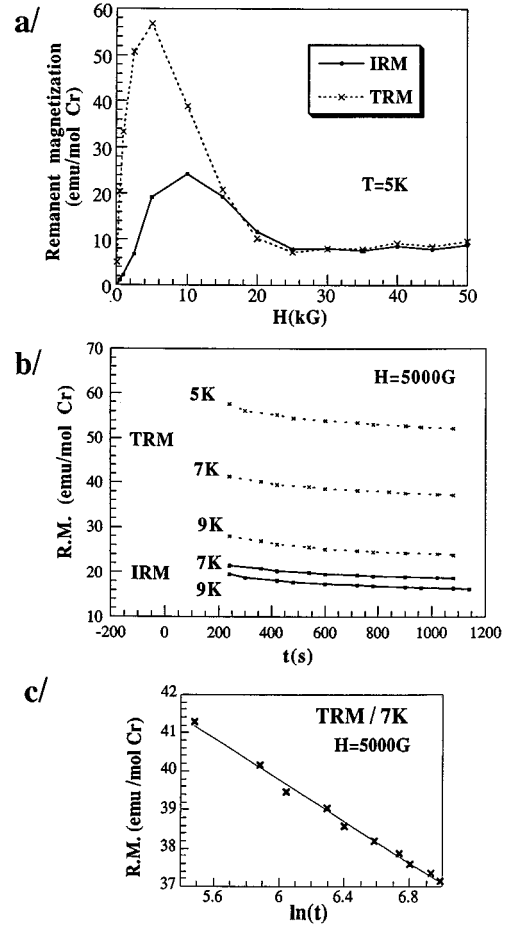 a/
60
50
40
30
20
10
0
Remanent magnetization
(emu/mol Cr)
IRM
TRM
T=5K
0 10 20 30 40 50
H(kG)
b/
70
60
50
40
30
20
10
R.M. (emu/mol Cr)
H=5000G
5K
TRM
7K
9K
7K
IRM
9K
-200 0 200 400 600 800 1000 1200
t(s)
c/
42
41
40
39
38
37
R.M. (emu /mol Cr)
TRM / 7K
H=5000G
5.6 6 6.4 6.8
ln(t)